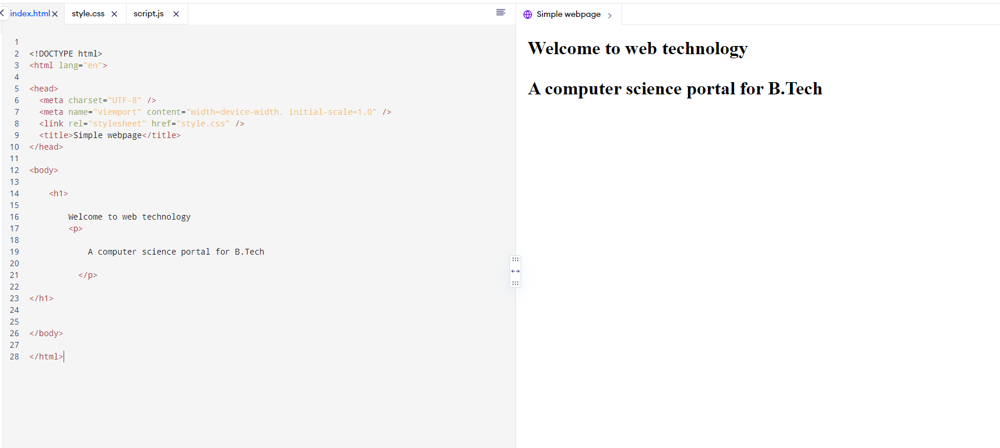 index.html
style.css
script.js
1
2 <!DOCTYPE html>
3 <html lang="en">
4
5 <head>
6   <meta charset="UTF-8" />
7   <meta name="viewport" content="width=device-width, initial-scale=1.0" />
8   <link rel="stylesheet" href="style.css" />
9   <title>Simple webpage</title>
10 </head>
11
12 <body>
13
14     <h1>
15
16         Welcome to web technology
17         <p>
18
19             A computer science portal for B.Tech
20
21           </p>
22
23 </h1>
24
25
26 </body>
27
28 </html>
Simple webpage
Welcome to web technology
A computer science portal for B.Tech